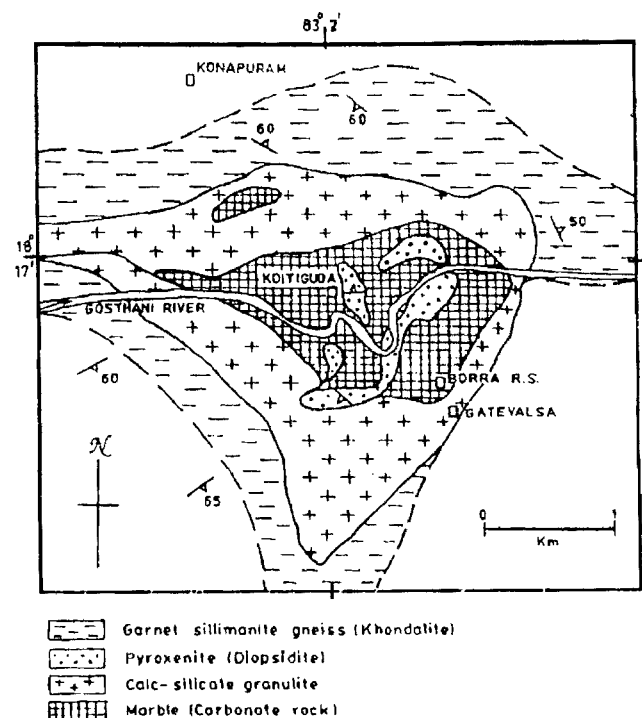 83° 2'
KONAPURAM
60
60
50
18°
17'
KOITIGUDA
GOSTHANI RIVER
60
BORRA R.S.
GATEVALSA
N
65
0 1
Km
Garnet sillimanite gneiss (Khondalite)
Pyroxenite (Diopsidite)
Calc-silicate granulite
Marble (Carbonate rock)